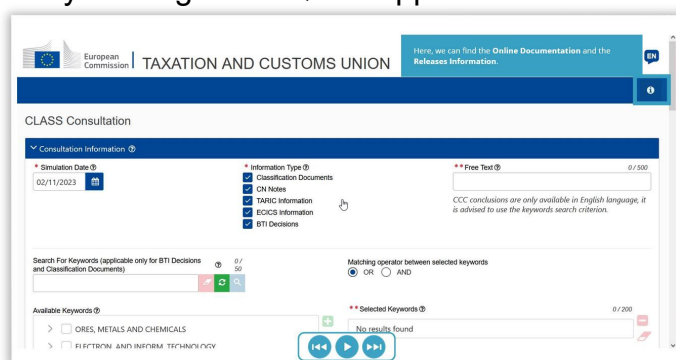 European
Commission
TAXATION AND CUSTOMS UNION
Here, we can find the Online Documentation and the
Releases Information.
EN
CLASS Consultation
Consultation Information
* Simulation Date
02/11/2023
* Information Type
Classification Documents
CN Notes
TARIC Information
ECICS Information
BTI Decisions
** Free Text
0 / 500
CCC conclusions are only available in English language, it
is advised to use the keywords search criterion.
Search For Keywords (applicable only for BTI Decisions
and Classification Documents)
0 /
50
Matching operator between selected keywords
OR
AND
Available Keywords
ORES, METALS AND CHEMICALS
ELECTRON. AND INFORM. TECHNOLOGY
** Selected Keywords
0 / 200
No results found